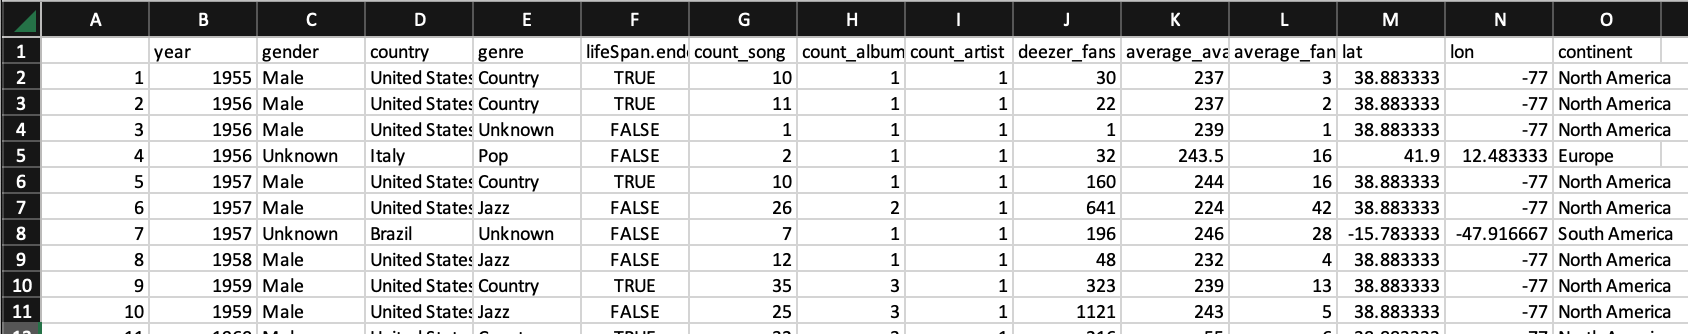 A B C D E F G H I J K L M N O
1 year gender country genre lifeSpan.end count_song count_album count_artist deezer_fans average_ava average_fan lat lon continent
2 1 1955 Male United States Country TRUE 10 1 1 30 237 3 38.883333 -77 North America
3 2 1956 Male United States Country TRUE 11 1 1 22 237 2 38.883333 -77 North America
4 3 1956 Male United States Unknown FALSE 1 1 1 1 239 1 38.883333 -77 North America
5 4 1956 Unknown Italy Pop FALSE 2 1 1 32 243.5 16 41.9 12.483333 Europe
6 5 1957 Male United States Country TRUE 10 1 1 160 244 16 38.883333 -77 North America
7 6 1957 Male United States Jazz FALSE 26 2 1 641 224 42 38.883333 -77 North America
8 7 1957 Unknown Brazil Unknown FALSE 7 1 1 196 246 28 -15.783333 -47.916667 South America
9 8 1958 Male United States Jazz FALSE 12 1 1 48 232 4 38.883333 -77 North America
10 9 1959 Male United States Country TRUE 35 3 1 323 239 13 38.883333 -77 North America
11 10 1959 Male United States Jazz FALSE 25 3 1 1121 243 5 38.883333 -77 North America